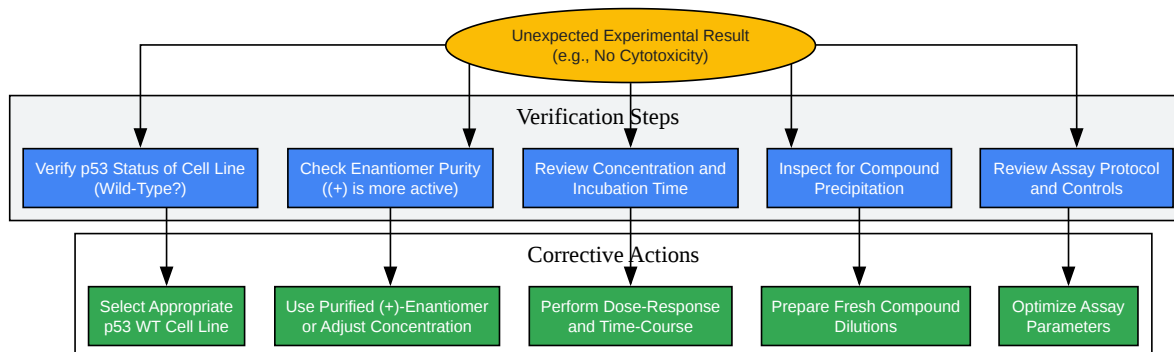 Unexpected Experimental Result
(e.g., No Cytotoxicity)
Verification Steps
Verify p53 Status of Cell Line
(Wild-Type?)
Check Enantiomer Purity
((+) is more active)
Review Concentration and
Incubation Time
Inspect for Compound
Precipitation
Review Assay Protocol
and Controls
Corrective Actions
Select Appropriate
p53 WT Cell Line
Use Purified (+)-Enantiomer
or Adjust Concentration
Perform Dose-Response
and Time-Course
Prepare Fresh Compound
Dilutions
Optimize Assay
Parameters